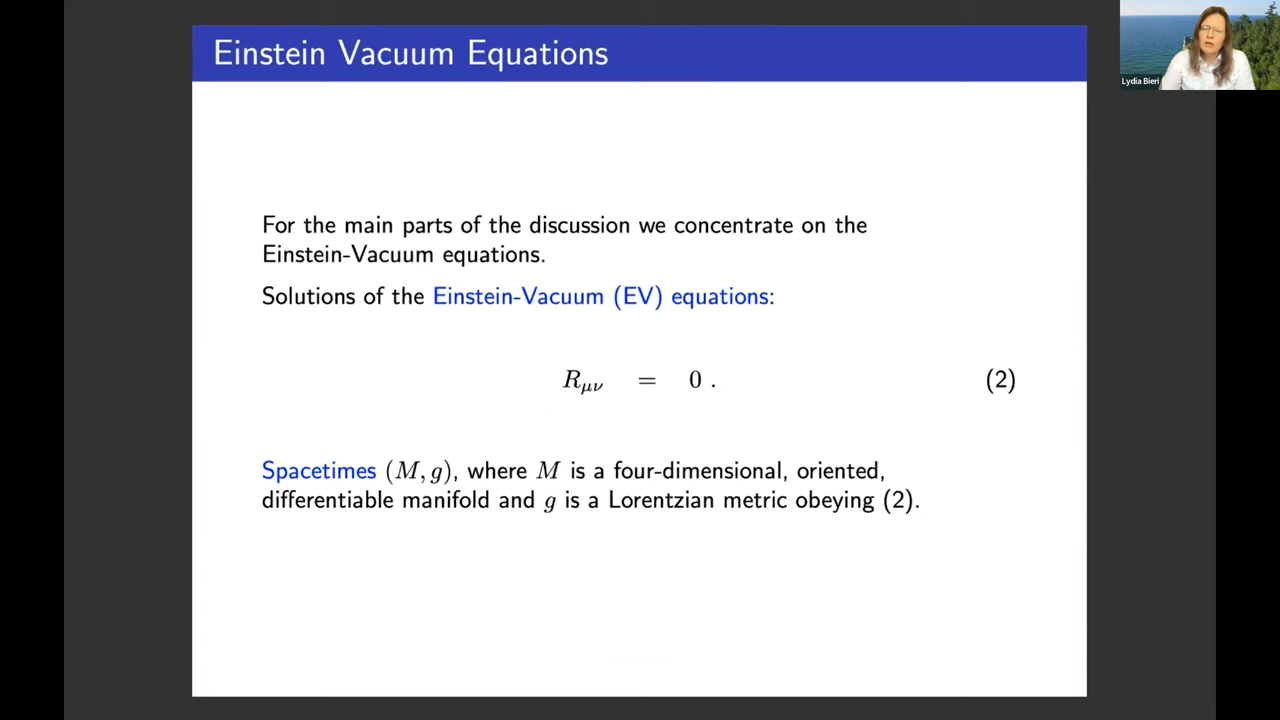 Einstein Vacuum Equations
Lydia Bieri
For the main parts of the discussion we concentrate on the
Einstein-Vacuum equations.
Solutions of the Einstein-Vacuum (EV) equations:
R_{μν} = 0 . (2)
Spacetimes (M, g), where M is a four-dimensional, oriented,
differentiable manifold and g is a Lorentzian metric obeying (2).